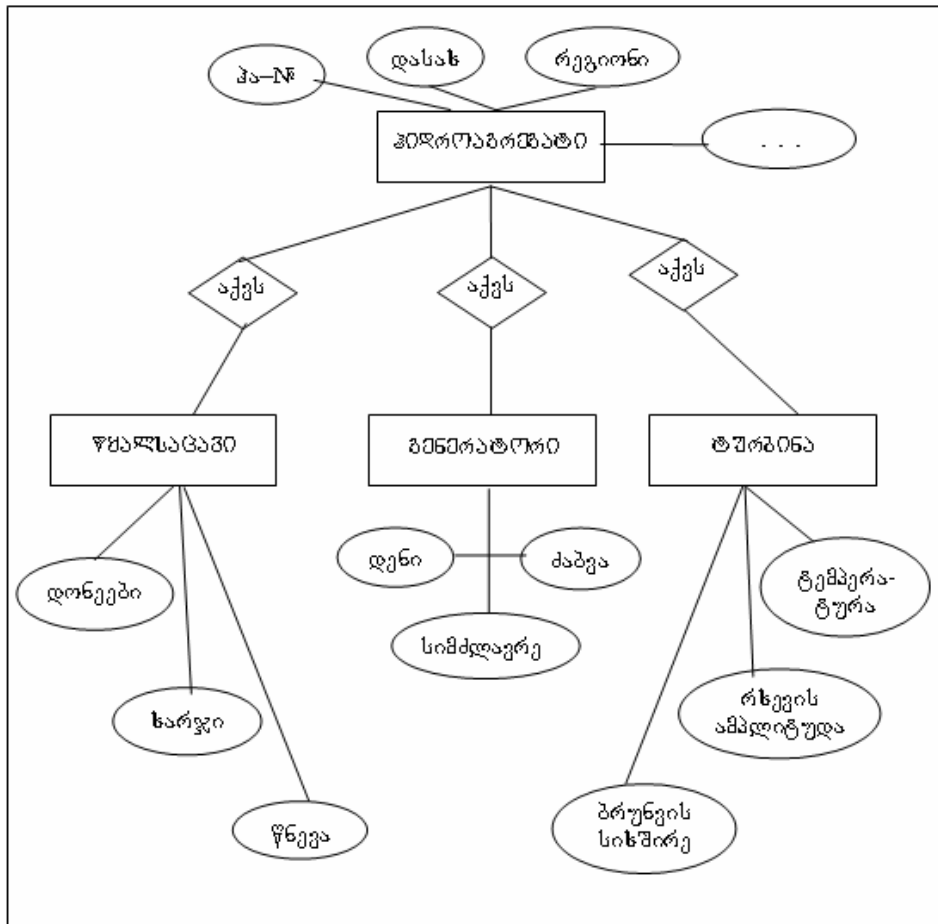 ჰა–№
დასახ
რეგიონი
ჰიდროაგრეგატი
. . .
აქვს
აქვს
აქვს
წყალსაცავი
გენერატორი
ტურბინა
დონეები
დენი
ძაბვა
ტემპერა-
ტურა
სიმძლავრე
ხარჯი
რხევის
ამპლიტუდა
წნევა
ბრუნვის
სიხშირე